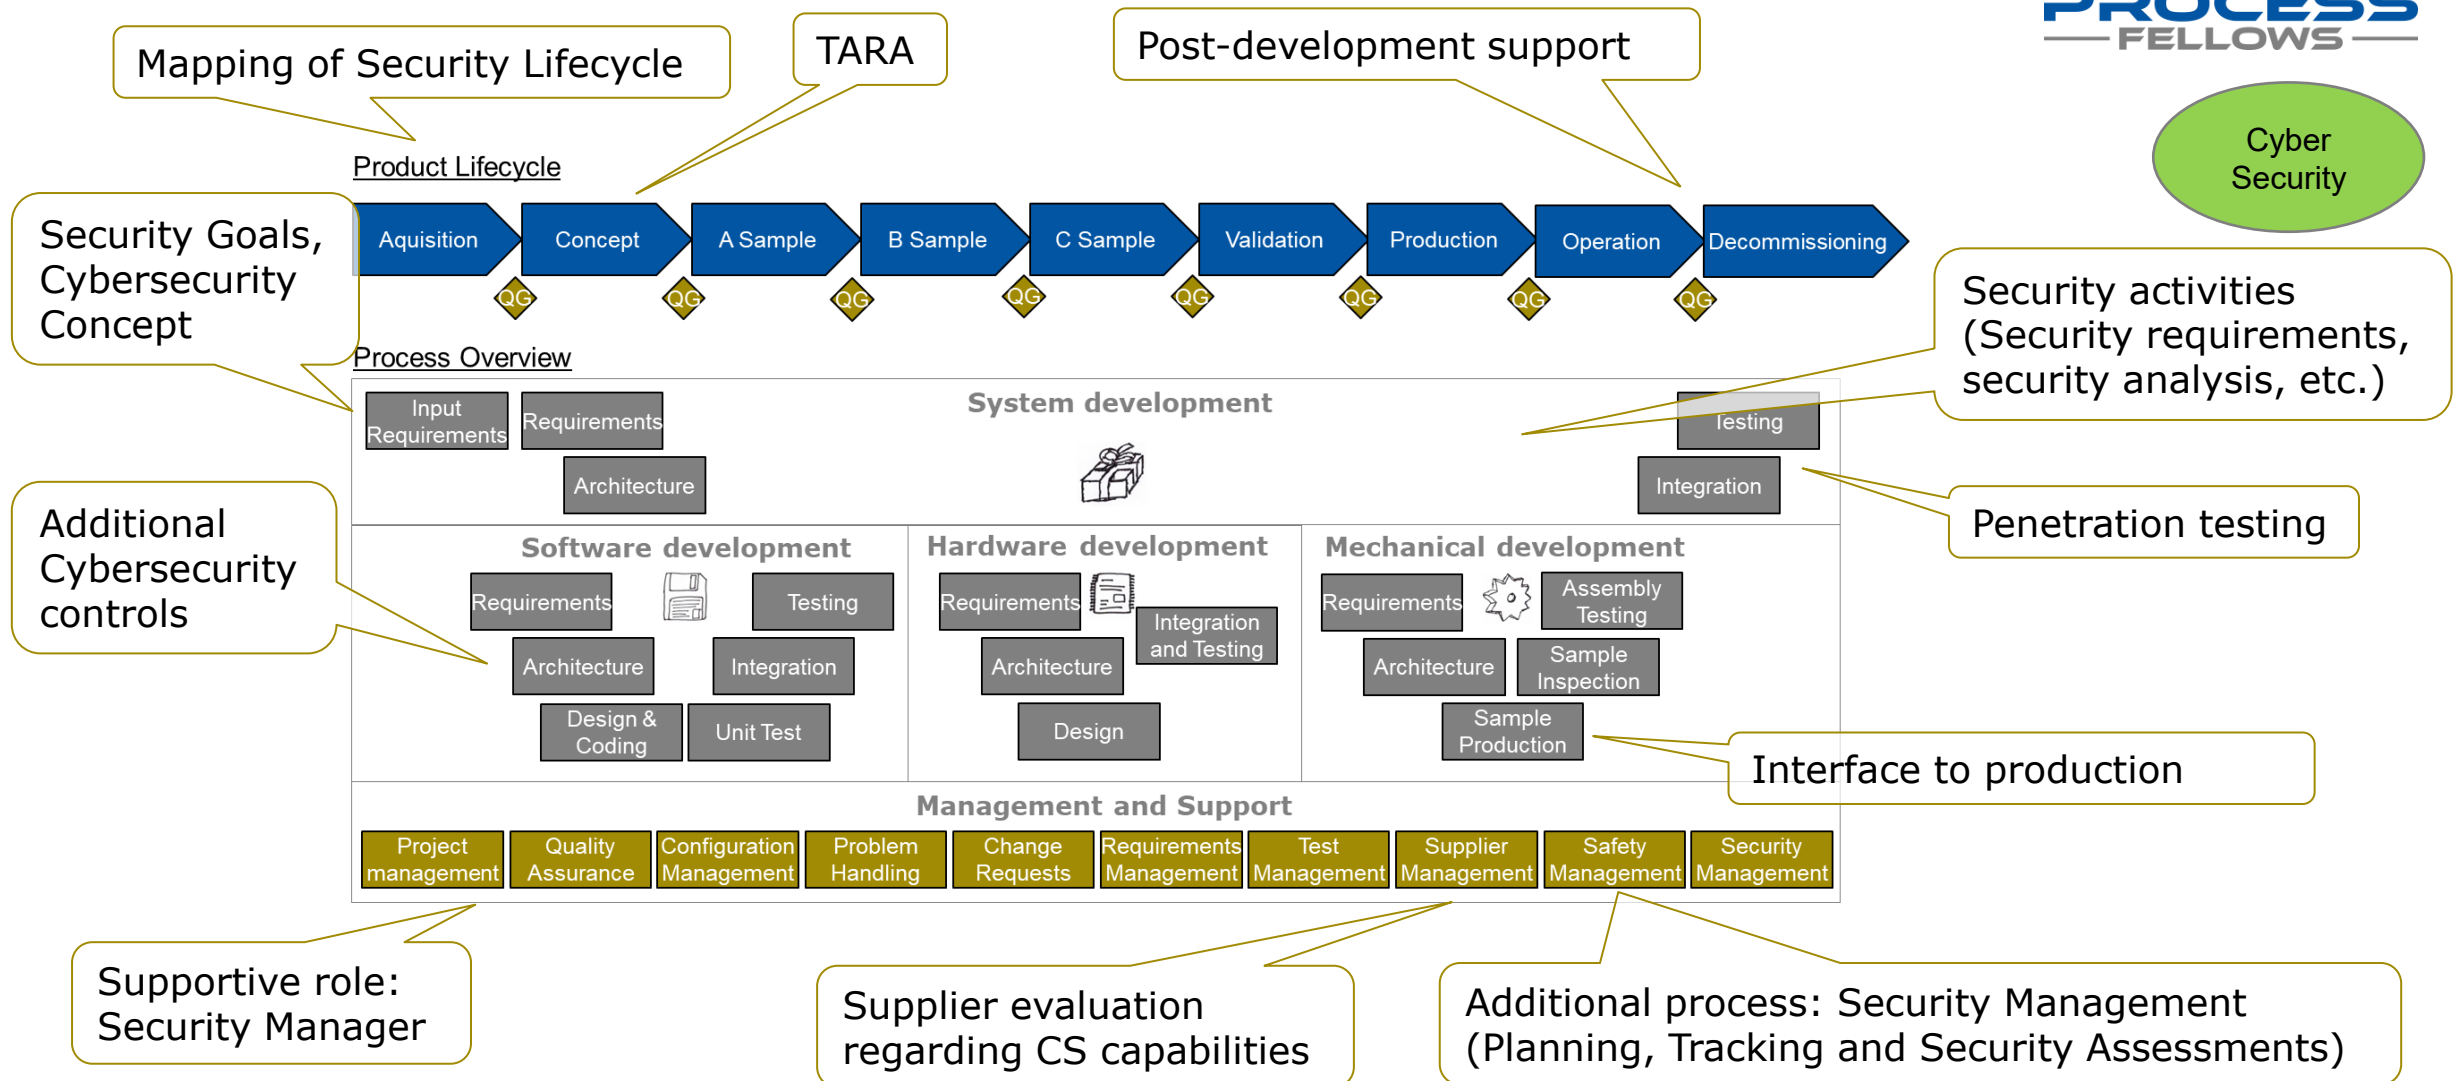 PROCESS
FELLOWS
Mapping of Security Lifecycle
TARA
Post-development support
Cyber
Security
Product Lifecycle
Security Goals,
Cybersecurity
Concept
Aquisition
Concept
A Sample
B Sample
C Sample
Validation
Production
Operation
Decommissioning
QG
QG
QG
QG
QG
QG
QG
QG
Security activities
(Security requirements,
security analysis, etc.)
Process Overview
System development
Input
Requirements
Requirements
Architecture
Testing
Integration
Penetration testing
Additional
Cybersecurity
controls
Software development
Requirements
Testing
Architecture
Integration
Design &
Coding
Unit Test
Hardware development
Requirements
Integration
and Testing
Architecture
Design
Mechanical development
Requirements
Assembly
Testing
Architecture
Sample
Inspection
Sample
Production
Interface to production
Management and Support
Project
management
Quality
Assurance
Configuration
Management
Problem
Handling
Change
Requests
Requirements
Management
Test
Management
Supplier
Management
Safety
Management
Security
Management
Supportive role:
Security Manager
Supplier evaluation
regarding CS capabilities
Additional process: Security Management
(Planning, Tracking and Security Assessments)